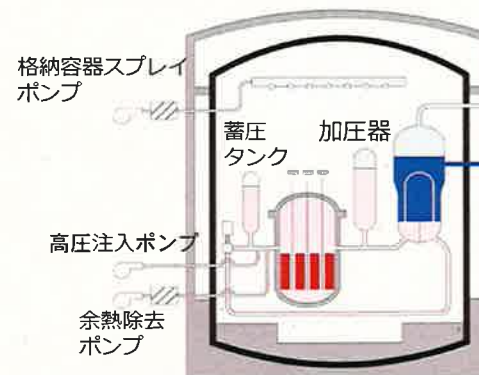 格納容器スプレイ
ポンプ
蓄圧
タンク
加圧器
高圧注入ポンプ
余熱除去
ポンプ